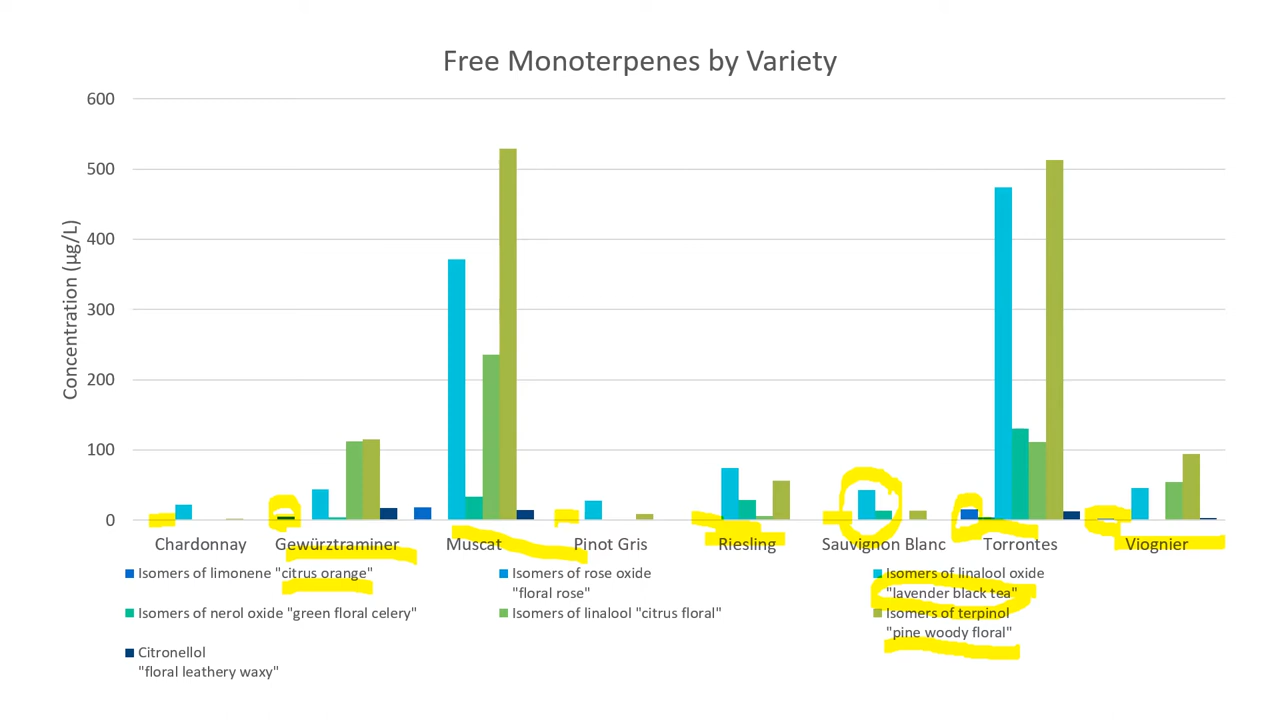 Free Monoterpenes by Variety
600
500
400
300
200
100
0
Concentration (µg/L)
Chardonnay Gewürztraminer Muscat Pinot Gris Riesling Sauvignon Blanc Torrontes Viognier
Isomers of limonene "citrus orange"
Isomers of rose oxide
"floral rose"
Isomers of linalool oxide
"lavender black tea"
Isomers of nerol oxide "green floral celery"
Isomers of linalool "citrus floral"
Isomers of terpinol
"pine woody floral"
Citronellol
"floral leathery waxy"